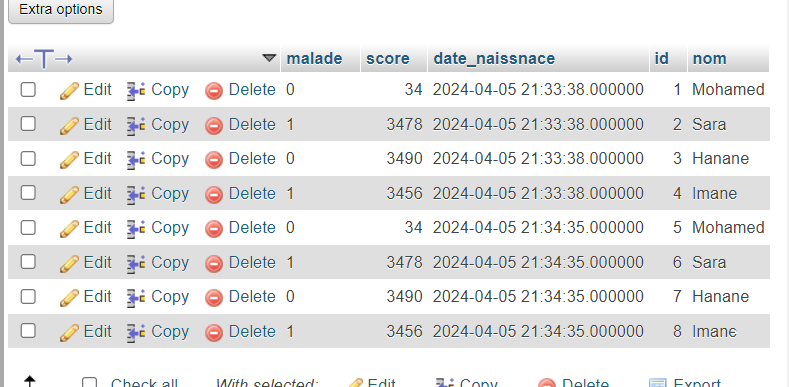 Extra options
malade score date_naissnace id nom
Edit Copy Delete 0 34 2024-04-05 21:33:38.000000 1 Mohamed
Edit Copy Delete 1 3478 2024-04-05 21:33:38.000000 2 Sara
Edit Copy Delete 0 3490 2024-04-05 21:33:38.000000 3 Hanane
Edit Copy Delete 1 3456 2024-04-05 21:33:38.000000 4 Imane
Edit Copy Delete 0 34 2024-04-05 21:34:35.000000 5 Mohamed
Edit Copy Delete 1 3478 2024-04-05 21:34:35.000000 6 Sara
Edit Copy Delete 0 3490 2024-04-05 21:34:35.000000 7 Hanane
Edit Copy Delete 1 3456 2024-04-05 21:34:35.000000 8 Imane
Check all With selected: Edit Copy Delete Export